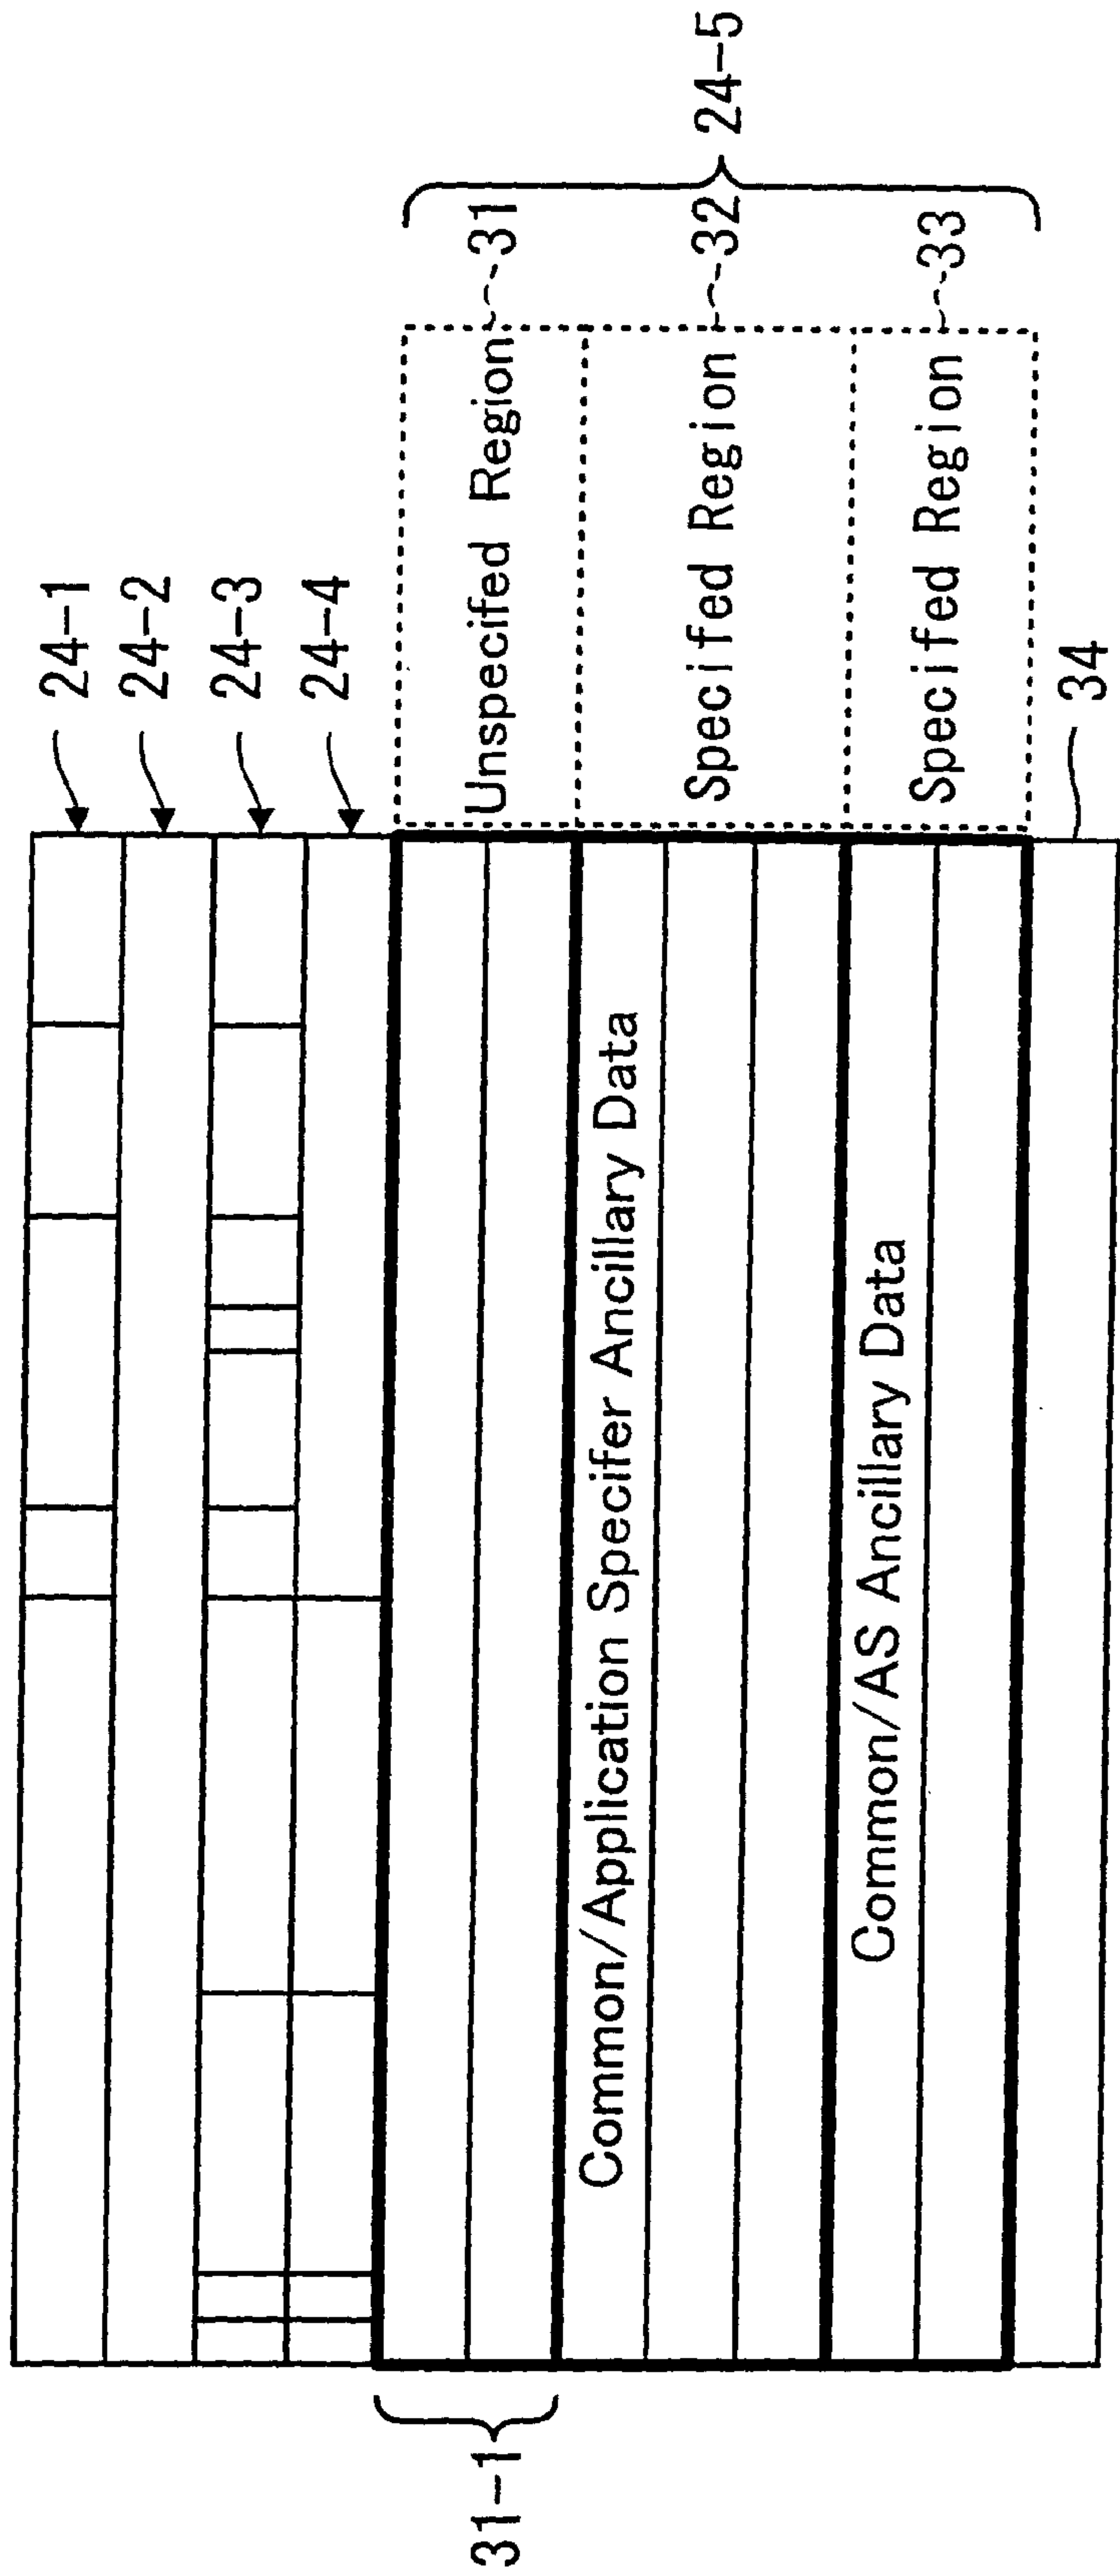 24-1
24-2
24-3
24-4
Unspecifed Region
31
Common/Application Specifer Ancillary Data
Specifed Region
32
Common/AS Ancillary Data
Specifed Region
33
24-5
34
31-1